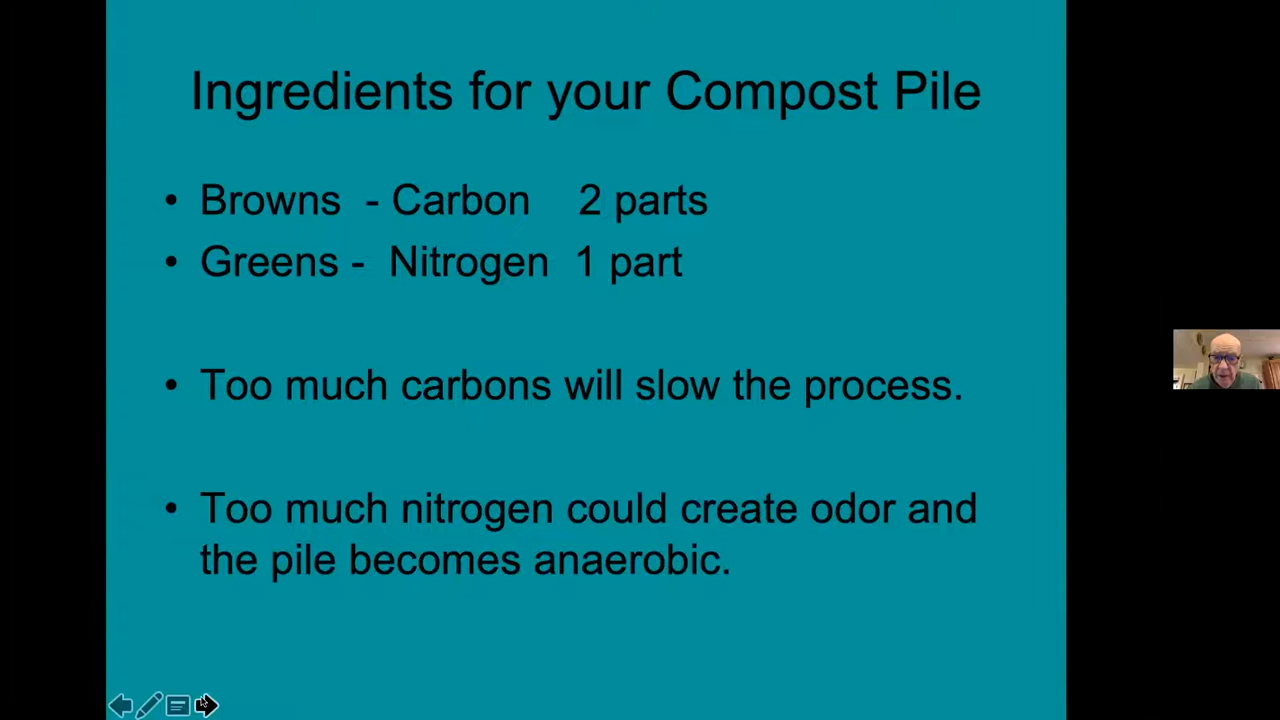 Ingredients for your Compost Pile
• Browns - Carbon 2 parts
• Greens - Nitrogen 1 part
• Too much carbons will slow the process.
• Too much nitrogen could create odor and
the pile becomes anaerobic.